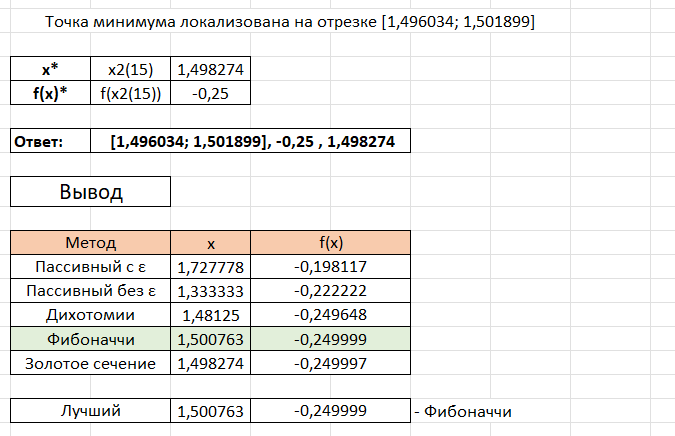 Точка минимума локализована на отрезке [1,496034; 1,501899]
x* x2(15) 1,498274
f(x)* f(x2(15)) -0,25
Ответ: [1,496034; 1,501899], -0,25 , 1,498274
Вывод
Метод x f(x)
Пассивный с ε 1,727778 -0,198117
Пассивный без ε 1,333333 -0,222222
Дихотомии 1,48125 -0,249648
Фибоначчи 1,500763 -0,249999
Золотое сечение 1,498274 -0,249997
Лучший 1,500763 -0,249999 - Фибоначчи